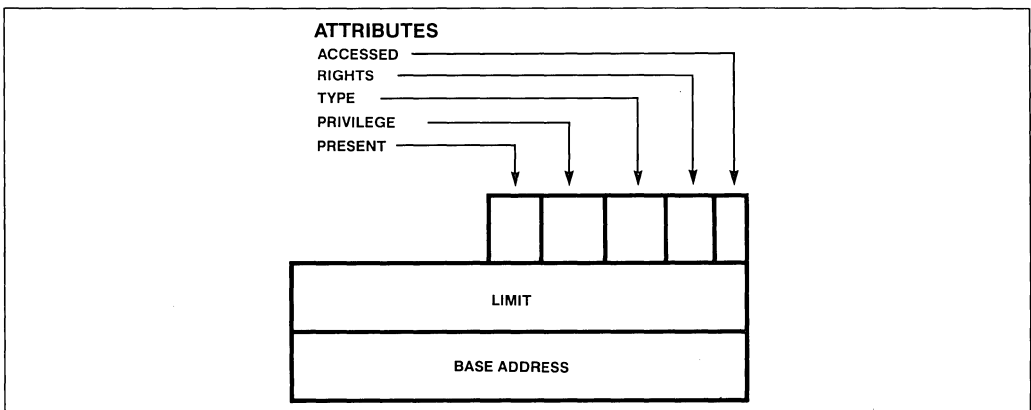 ATTRIBUTES
ACCESSED
RIGHTS
TYPE
PRIVILEGE
PRESENT
LIMIT
BASE ADDRESS